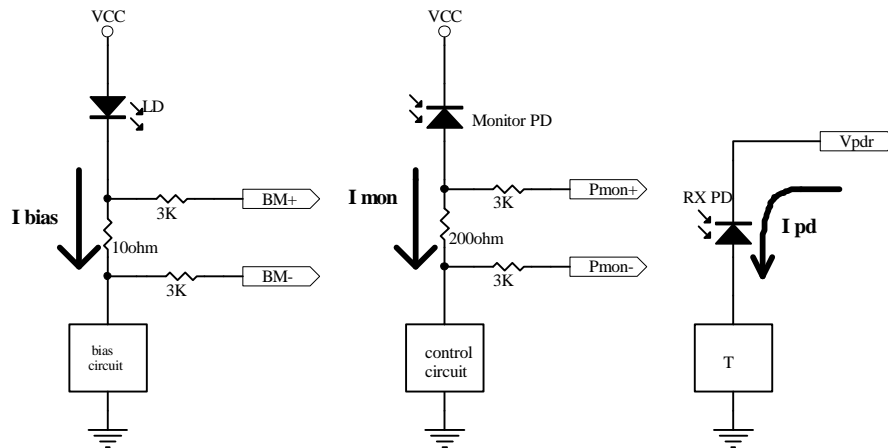 VCC
LD
I bias
3K
BM+
10ohm
3K
BM-
bias
circuit
VCC
Monitor PD
I mon
3K
Pmon+
200ohm
3K
Pmon-
control
circuit
Vpdr
RX PD
I pd
T